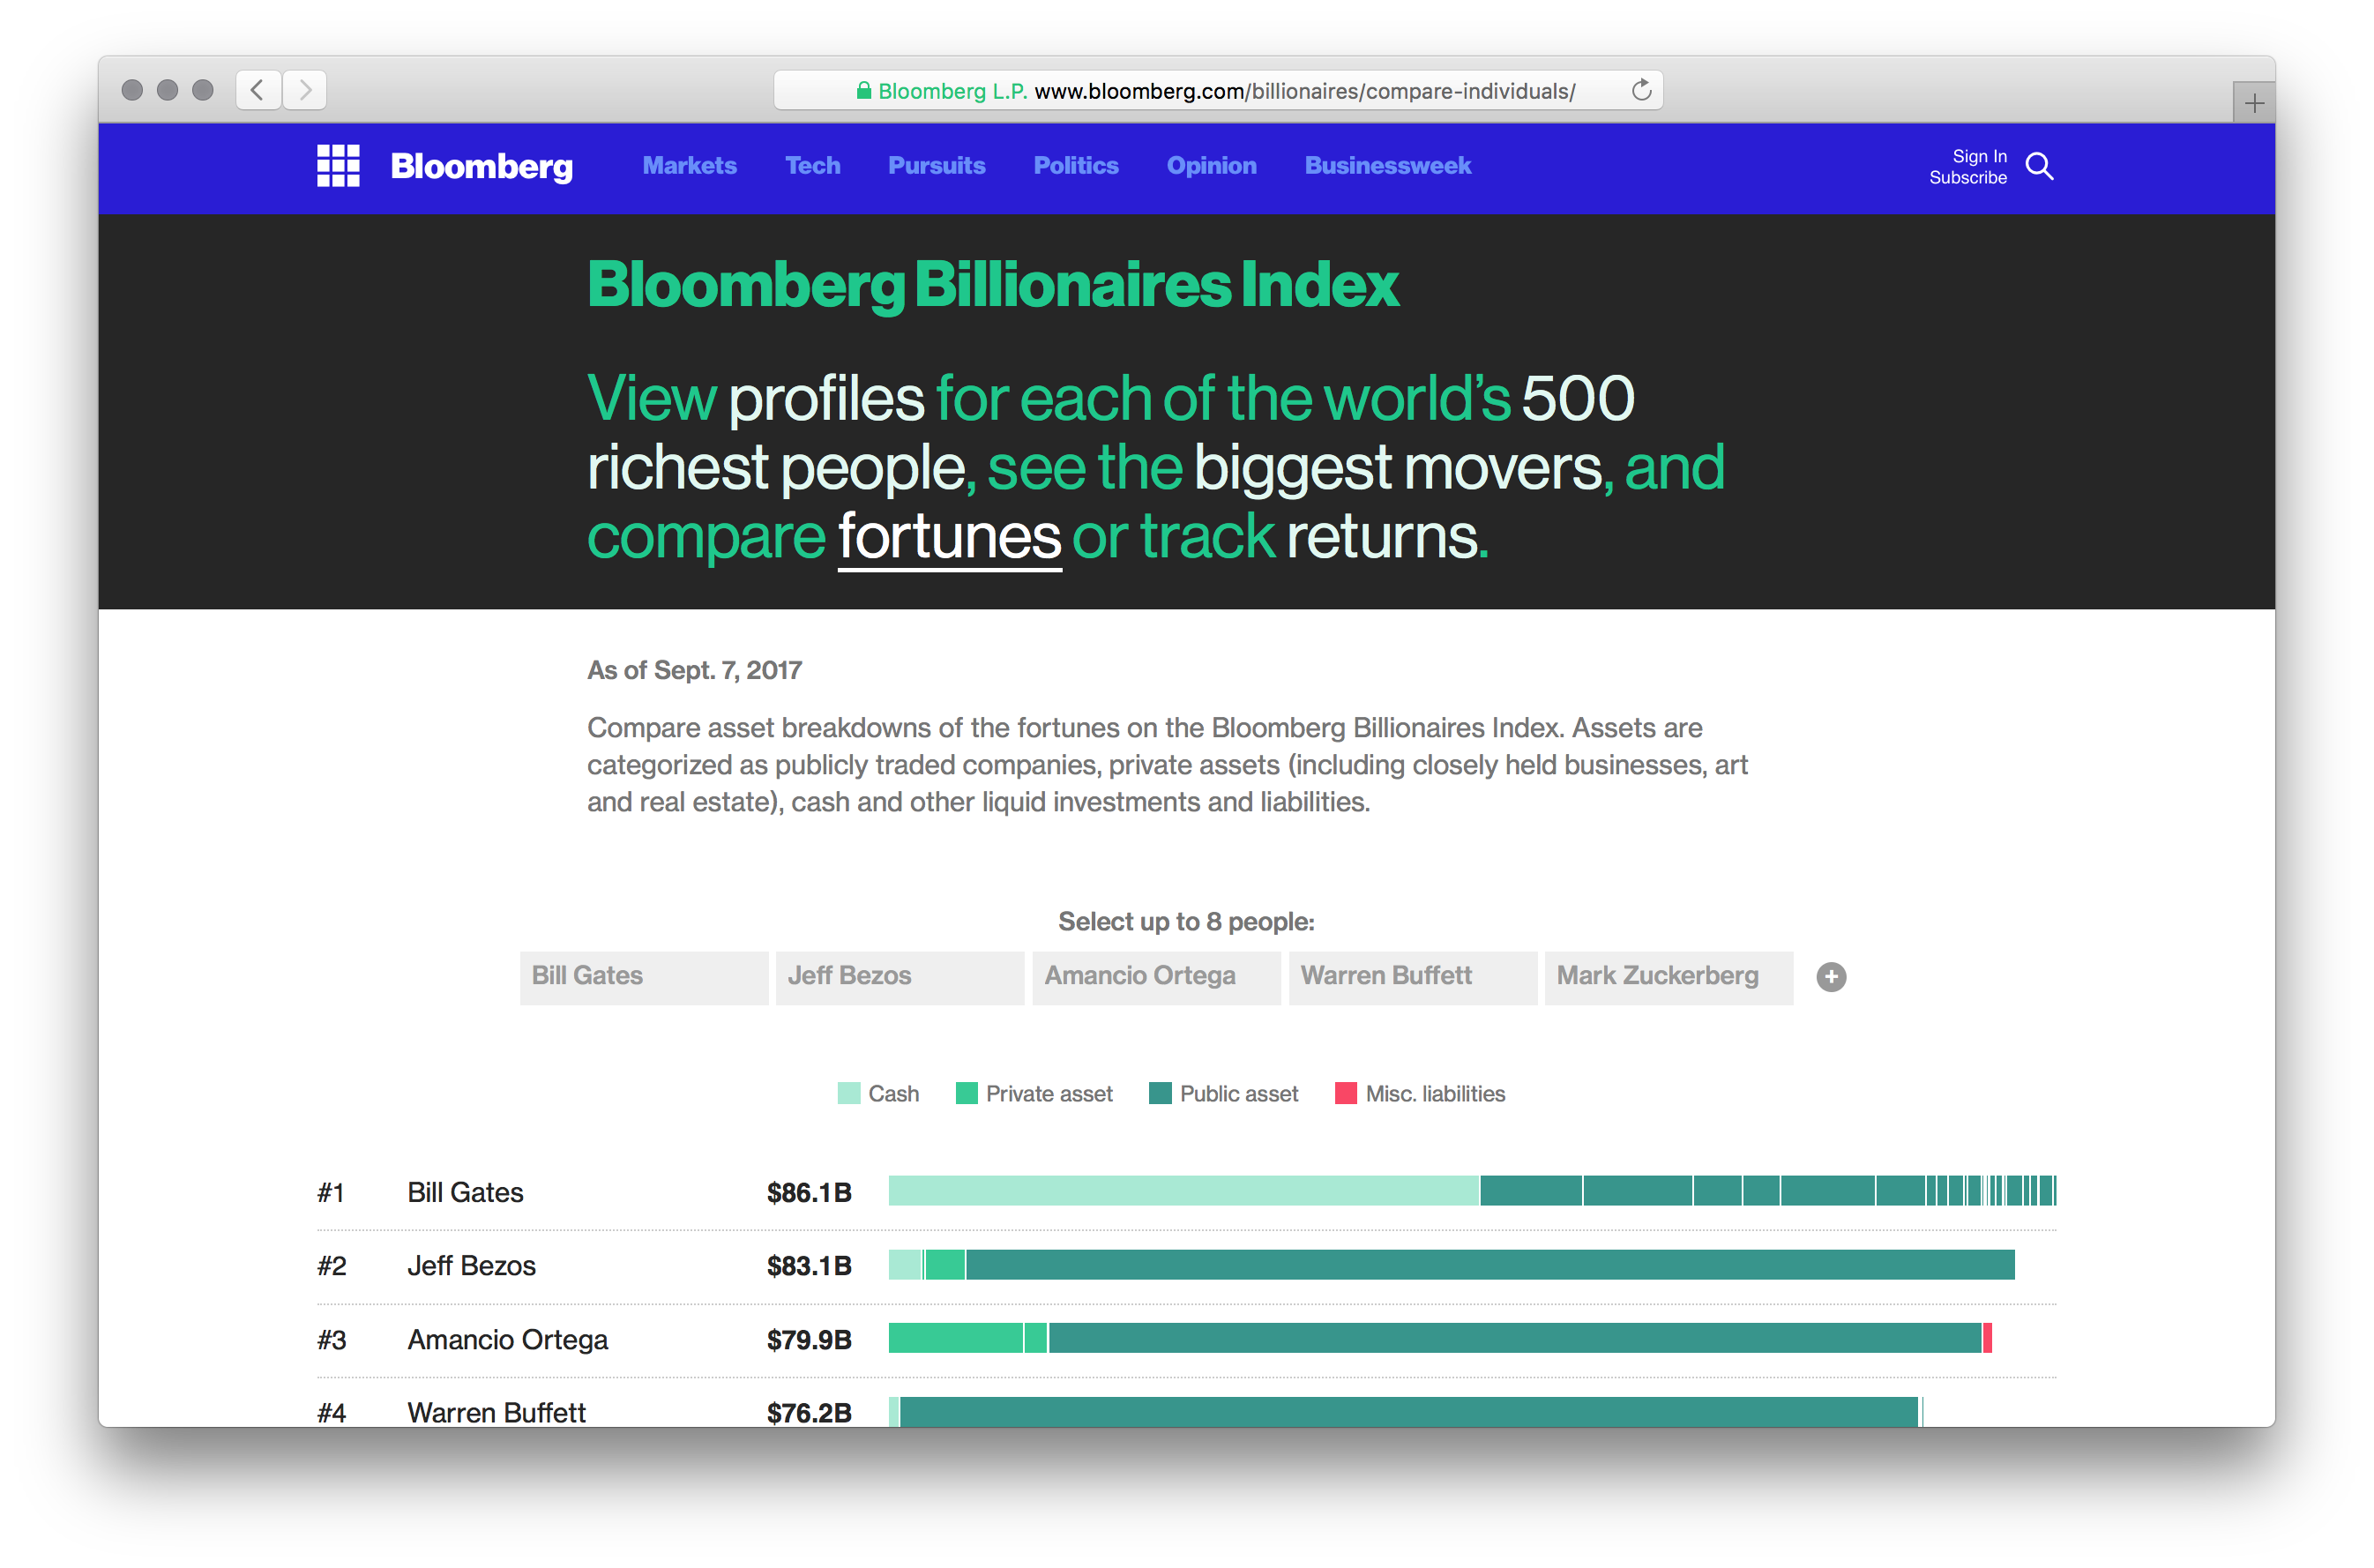 Bloomberg L.P. www.bloomberg.com/billionaires/compare-individuals/
Bloomberg Markets Tech Pursuits Politics Opinion Businessweek
Sign In
Subscribe
Bloomberg Billionaires Index
View profiles for each of the world’s 500
richest people, see the biggest movers, and
compare fortunes or track returns.
As of Sept. 7, 2017
Compare asset breakdowns of the fortunes on the Bloomberg Billionaires Index. Assets are
categorized as publicly traded companies, private assets (including closely held businesses, art
and real estate), cash and other liquid investments and liabilities.
Select up to 8 people:
Bill Gates Jeff Bezos Amancio Ortega Warren Buffett Mark Zuckerberg
Cash Private asset Public asset Misc. liabilities
#1 Bill Gates $86.1B
#2 Jeff Bezos $83.1B
#3 Amancio Ortega $79.9B
#4 Warren Buffett $76.2B